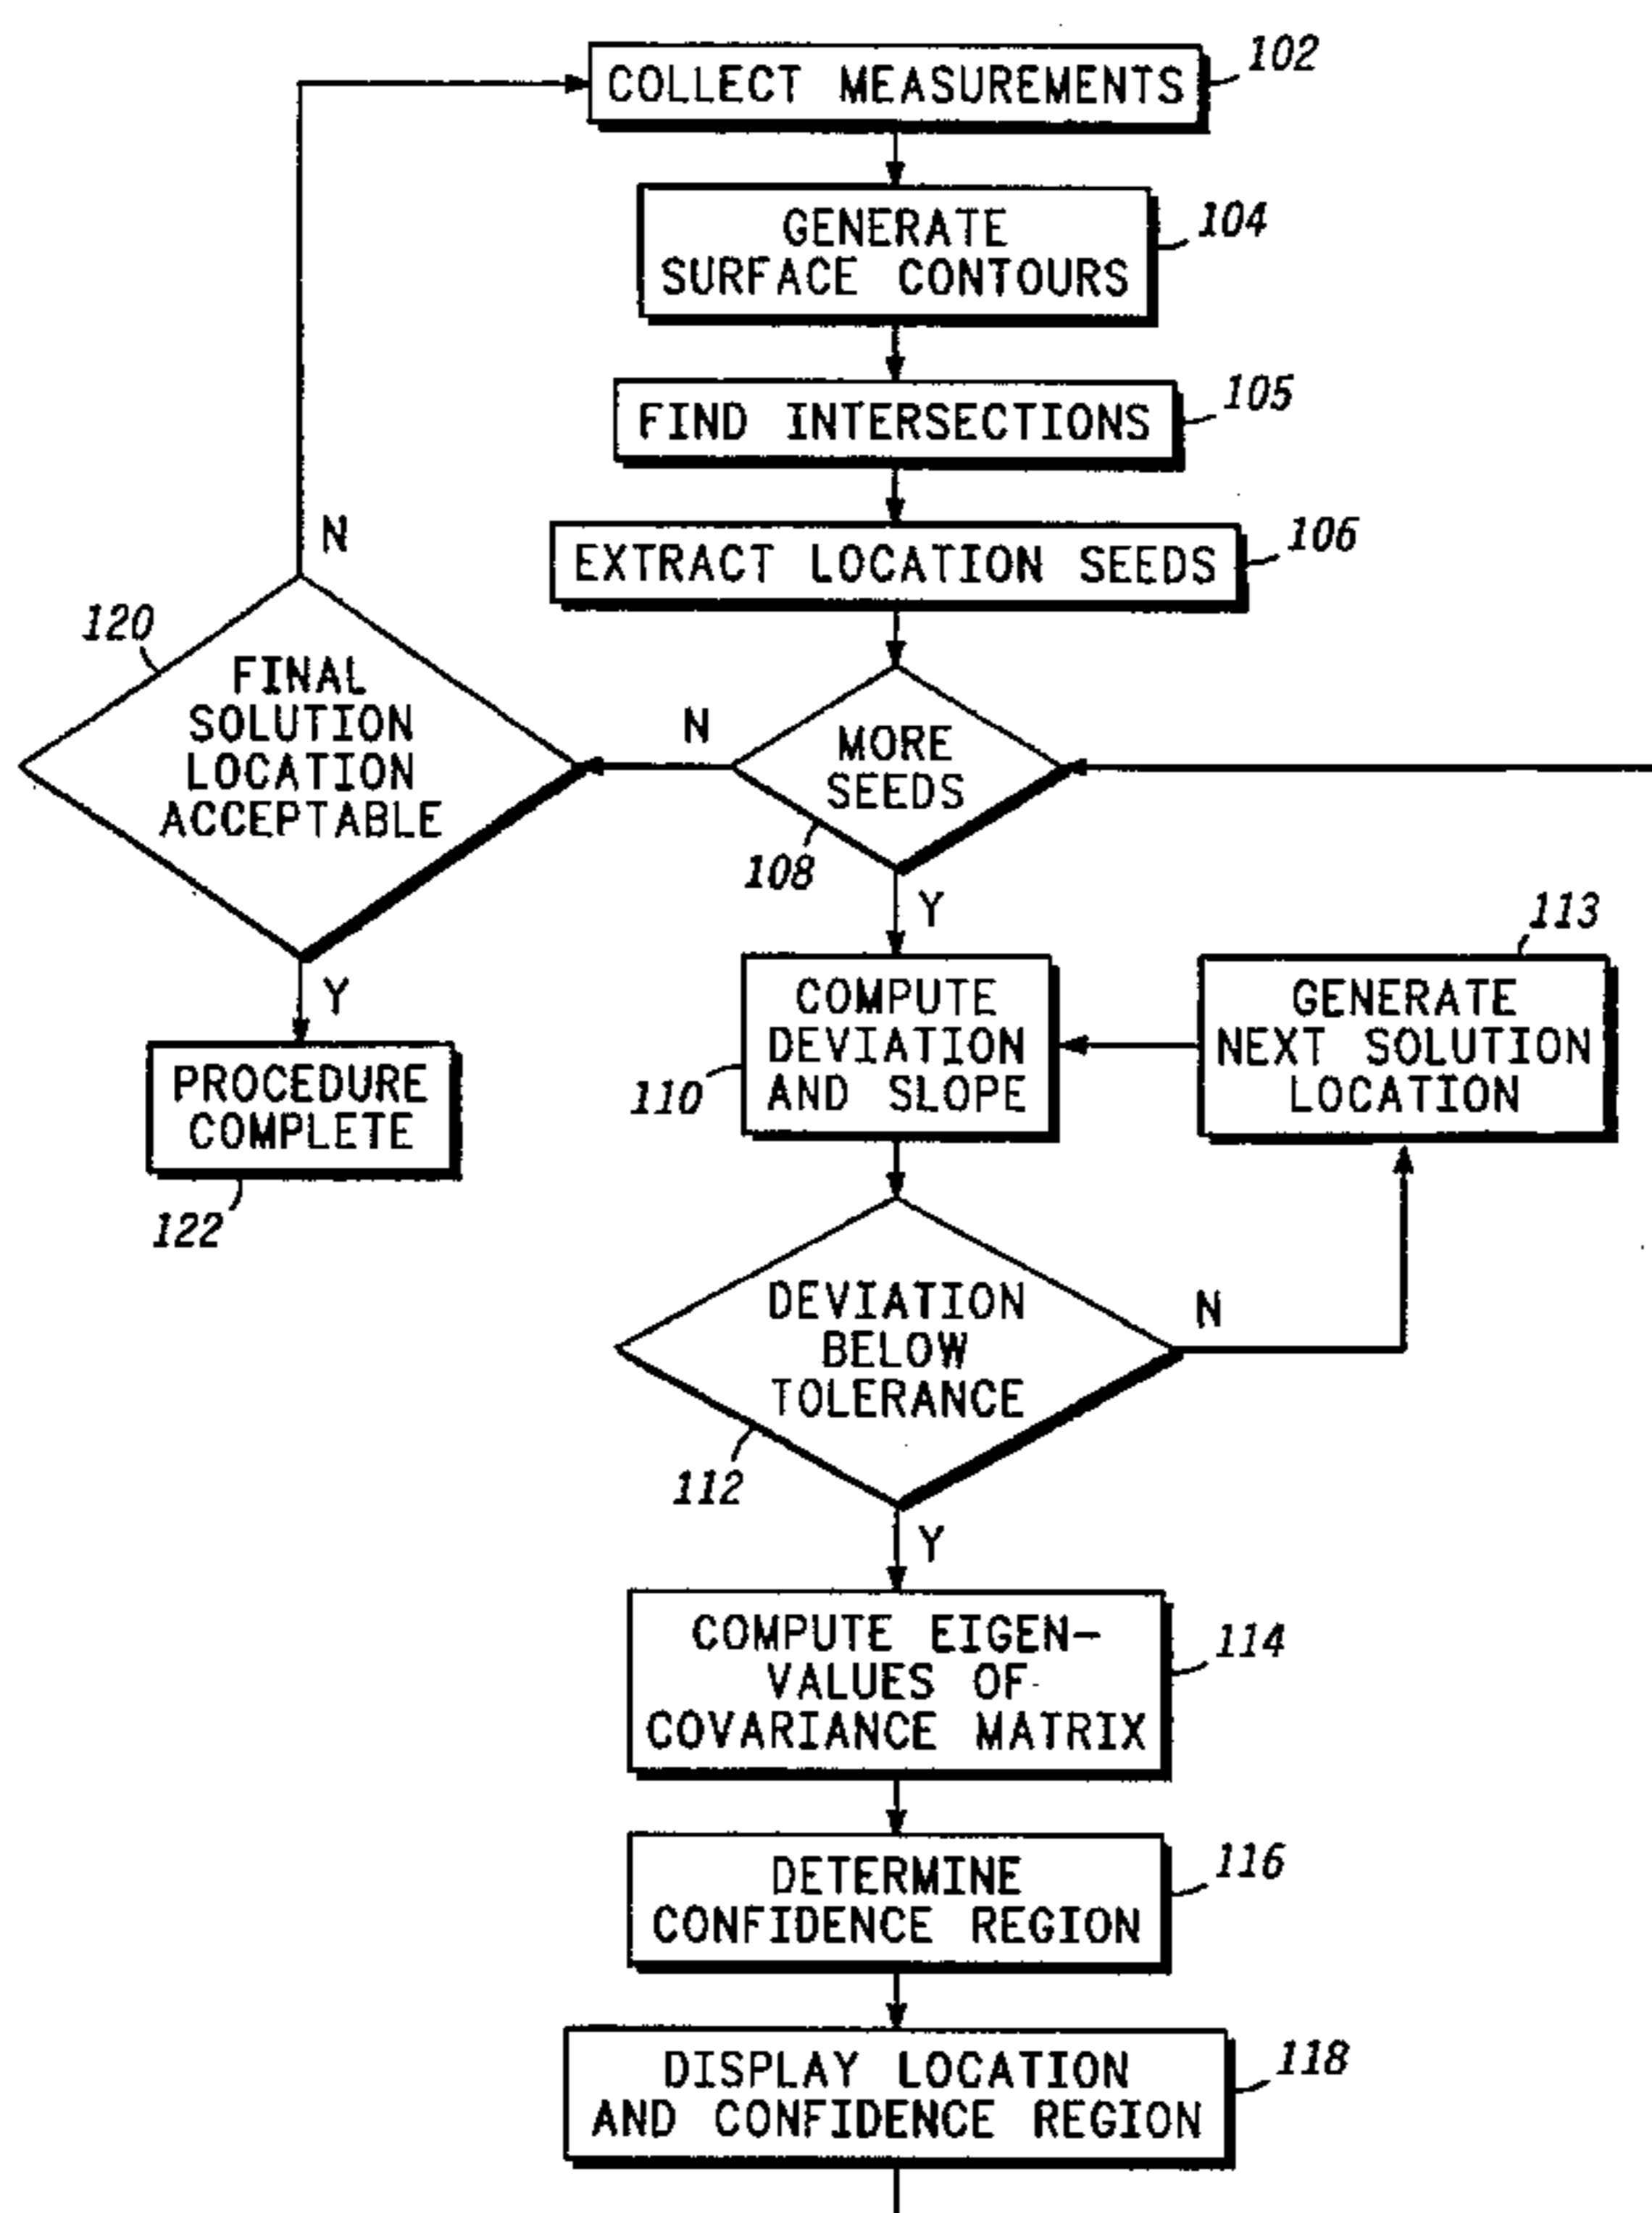 COLLECT MEASUREMENTS
102
GENERATE
SURFACE CONTOURS
104
FIND INTERSECTIONS
105
EXTRACT LOCATION SEEDS
106
N
120
FINAL
SOLUTION
LOCATION
ACCEPTABLE
N
MORE
SEEDS
108
Y
Y
PROCEDURE
COMPLETE
122
COMPUTE
DEVIATION
AND SLOPE
110
113
GENERATE
NEXT SOLUTION
LOCATION
DEVIATION
BELOW
TOLERANCE
N
112
Y
COMPUTE EIGEN-
VALUES OF
COVARIANCE MATRIX
114
DETERMINE
CONFIDENCE REGION
116
DISPLAY LOCATION
AND CONFIDENCE REGION
118